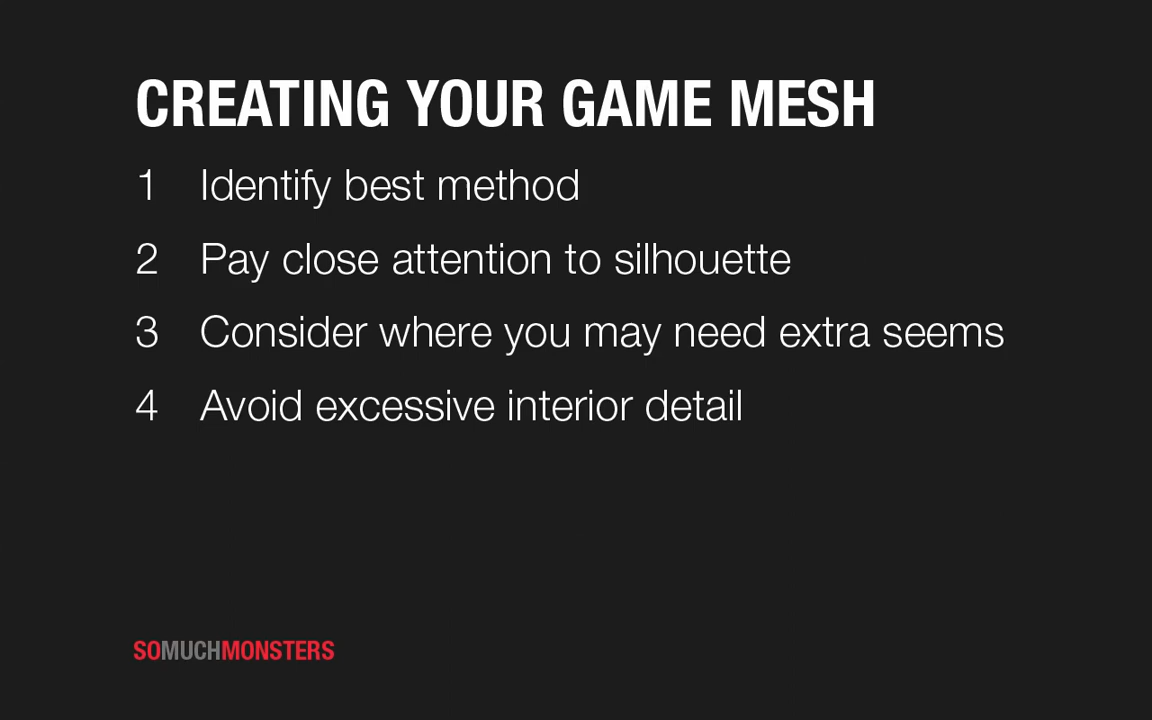 CREATING YOUR GAME MESH
1 Identify best method
2 Pay close attention to silhouette
3 Consider where you may need extra seems
4 Avoid excessive interior detail
SOMUCHMONSTERS